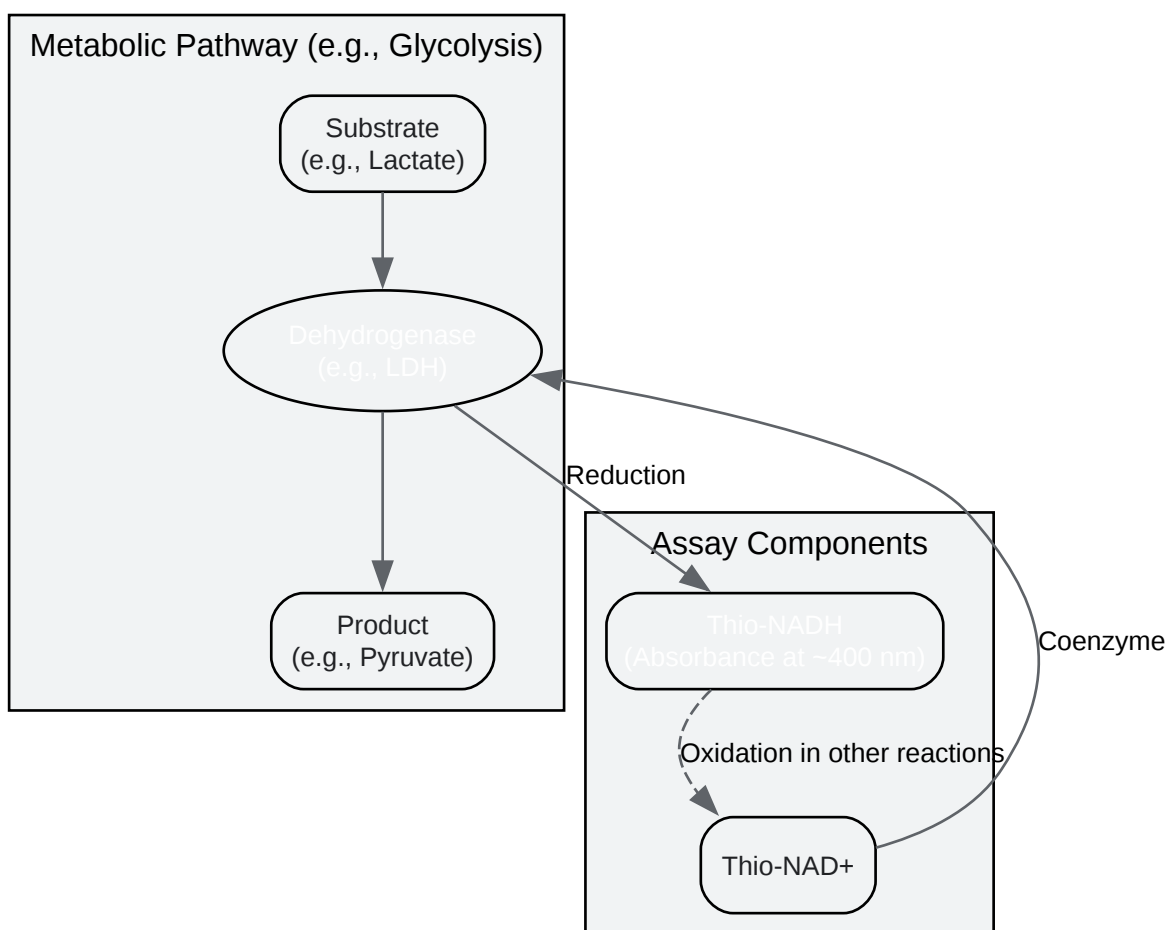 Metabolic Pathway (e.g., Glycolysis)
Substrate
(e.g., Lactate)
Dehydrogenase
(e.g., LDH)
Reduction
Assay Components
Product
(e.g., Pyruvate)
Thio-NADH
(Absorbance at ~400 nm)
Coenzyme
Oxidation in other reactions
Thio-NAD+